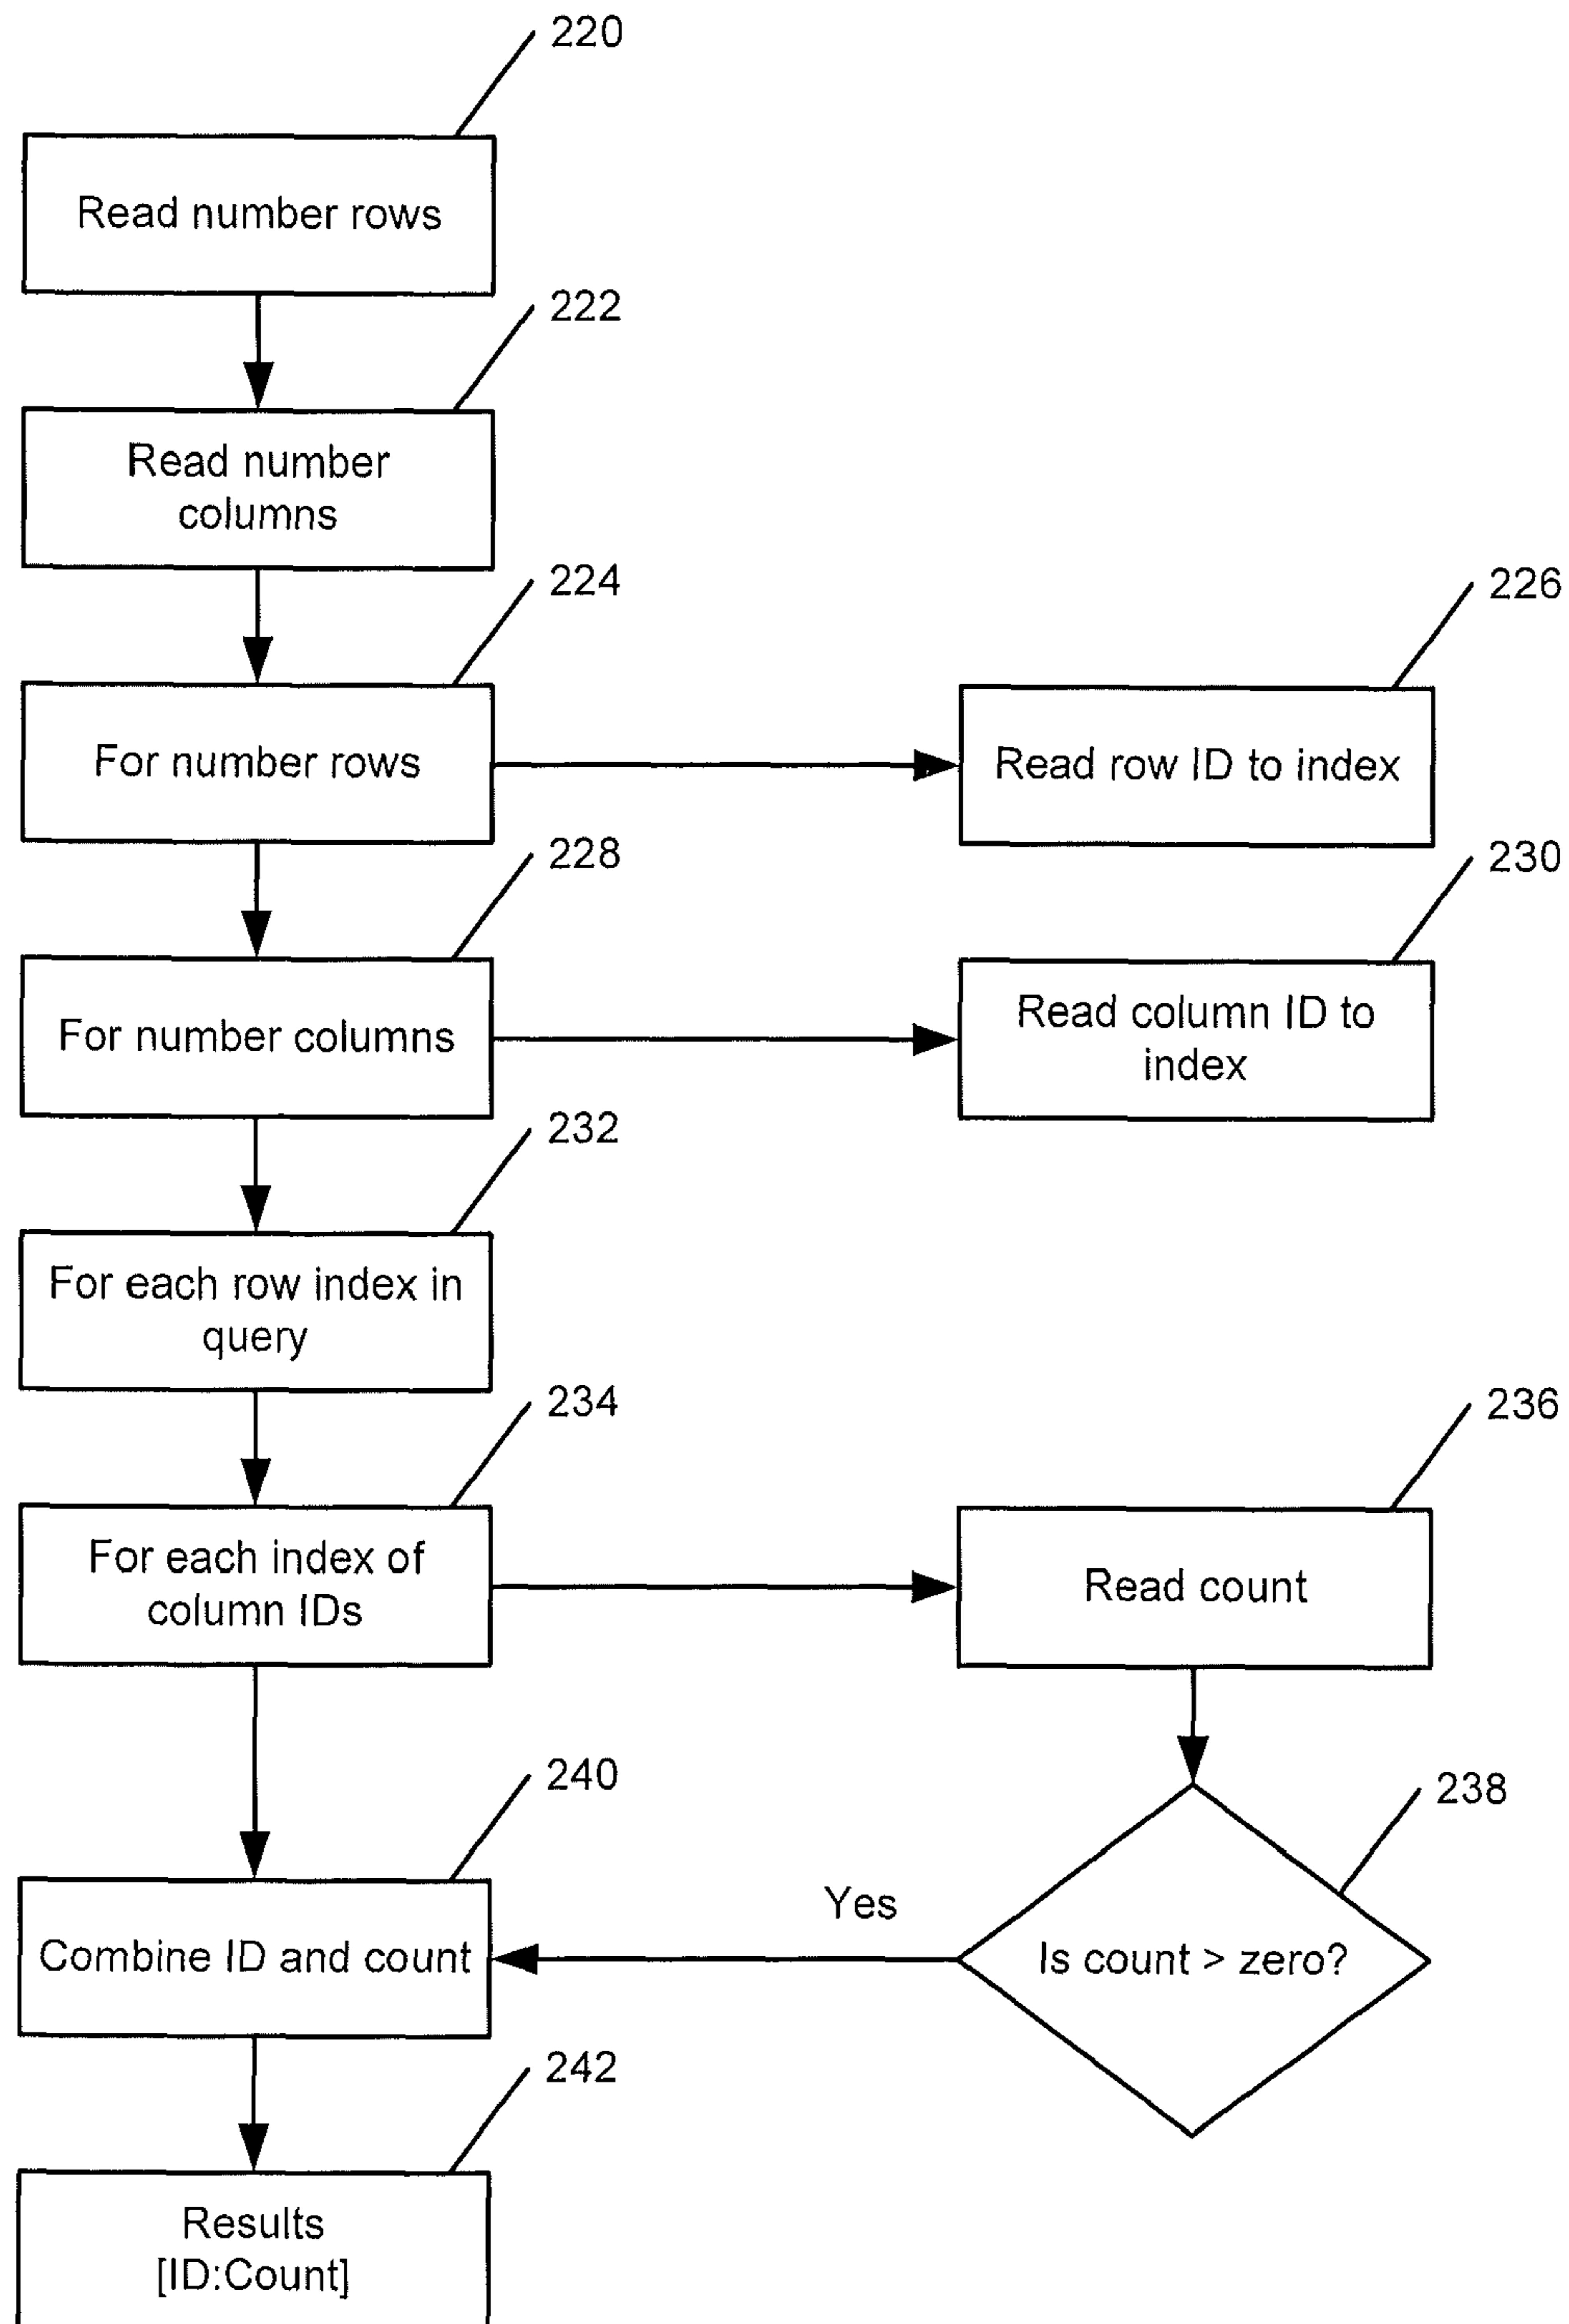 220
Read number rows
222
Read number
columns
224
For number rows
226
Read row ID to index
228
For number columns
230
Read column ID to
index
232
For each row index in
query
234
For each index of
column IDs
236
Read count
238
Is count > zero?
Yes
240
Combine ID and count
242
Results
[ID:Count]